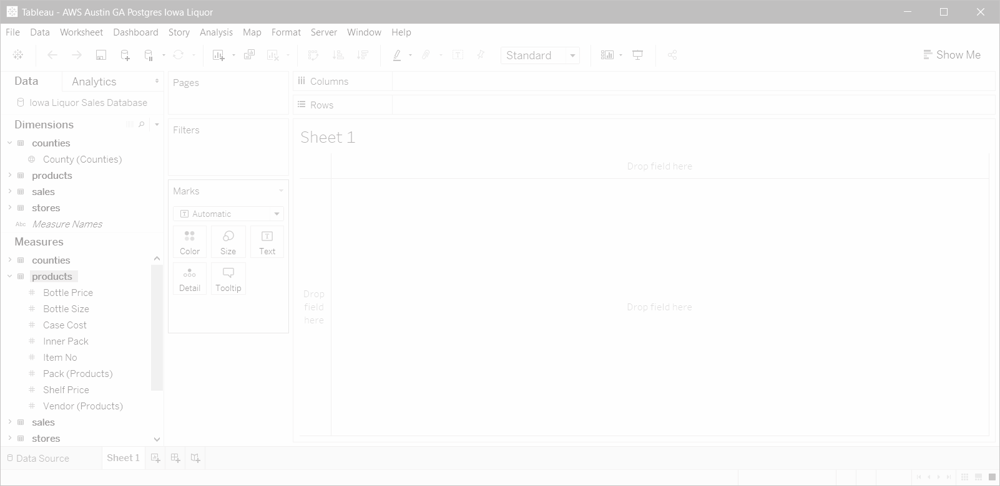 Tableau - AWS Austin GA Postgres Iowa Liquor
File Data Worksheet Dashboard Story Analysis Map Format Server Window Help
Standard
Show Me
Data Analytics
Iowa Liquor Sales Database
Dimensions
counties
County (Counties)
products
sales
stores
Abc Measure Names
Measures
counties
products
Bottle Price
Bottle Size
Case Cost
Inner Pack
Item No
Pack (Products)
Shelf Price
Vendor (Products)
sales
stores
Pages
Filters
Marks
Automatic
Color Size Text
Detail Tooltip
Columns
Rows
Sheet 1
Drop field here
Drop
field
here
Drop field here
Data Source Sheet 1